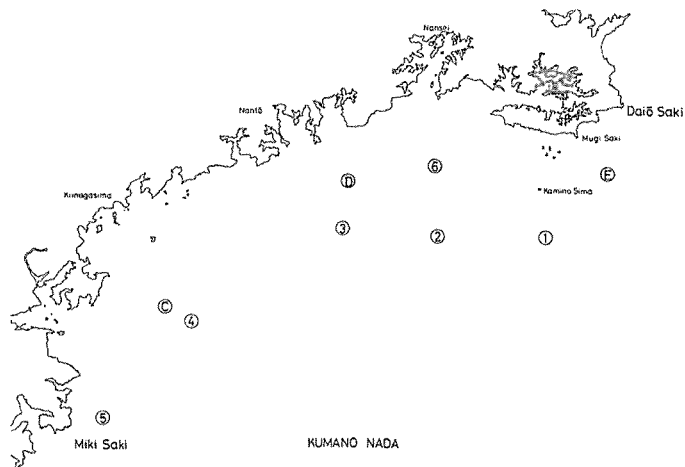 Nansei
Daiō Saki
Nantō
Mugi Saki
⑥
Ⓔ
Ⓓ
Kamino Sima
Kiinagasima
③
②
①
Ⓒ
④
⑤
Miki Saki
KUMANO NADA